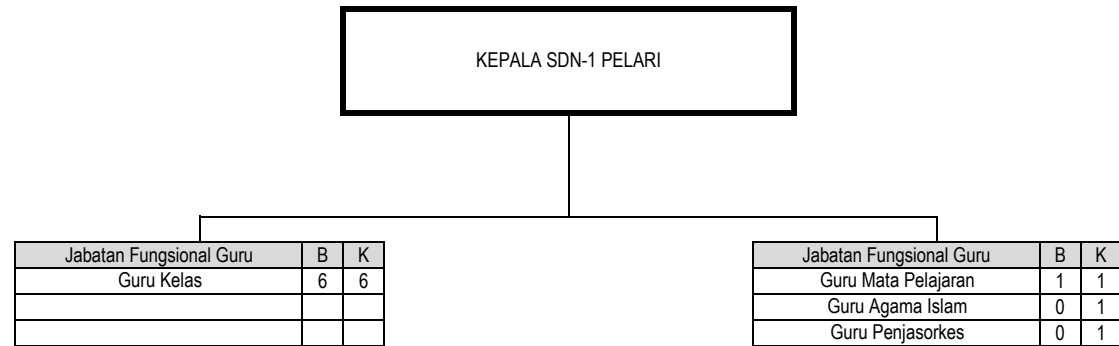 KEPALA SDN-1 PELARI
Jabatan Fungsional Guru B K
Guru Kelas 6 6
Jabatan Fungsional Guru B K
Guru Mata Pelajaran 1 1
Guru Agama Islam 0 1
Guru Penjasorkes 0 1